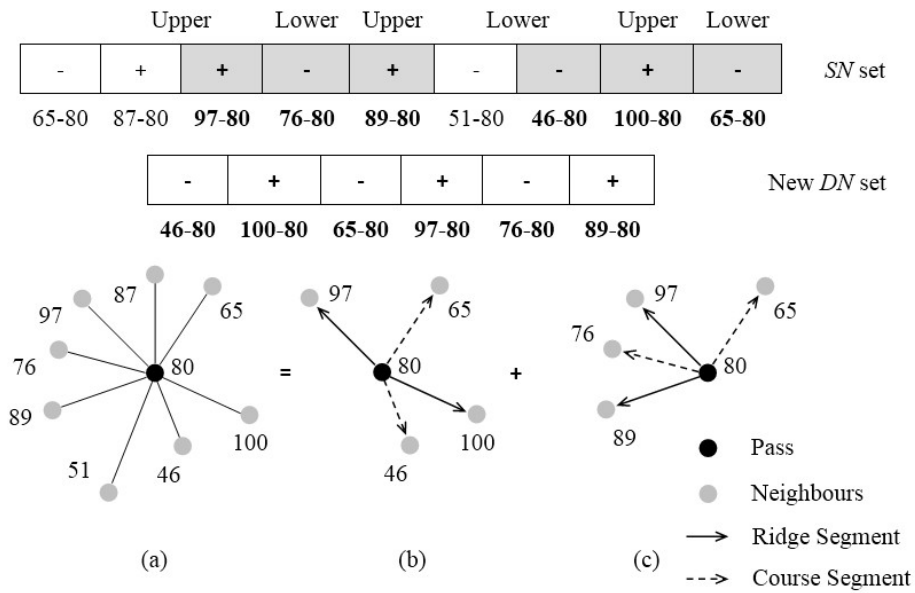 Upper Lower Lower Upper Lower
- + + - + - - + - SN set
65-80 87-80 97-80 76-80 89-80 51-80 46-80 100-80 65-80
- + - + - + New DN set
46-80 100-80 65-80 97-80 76-80 89-80
87
65
97
76
80
89
51
46
100
=
97
65
80
100
46
+
97
65
76
80
89
Pass
Neighbours
Ridge Segment
Course Segment
(a) (b) (c)